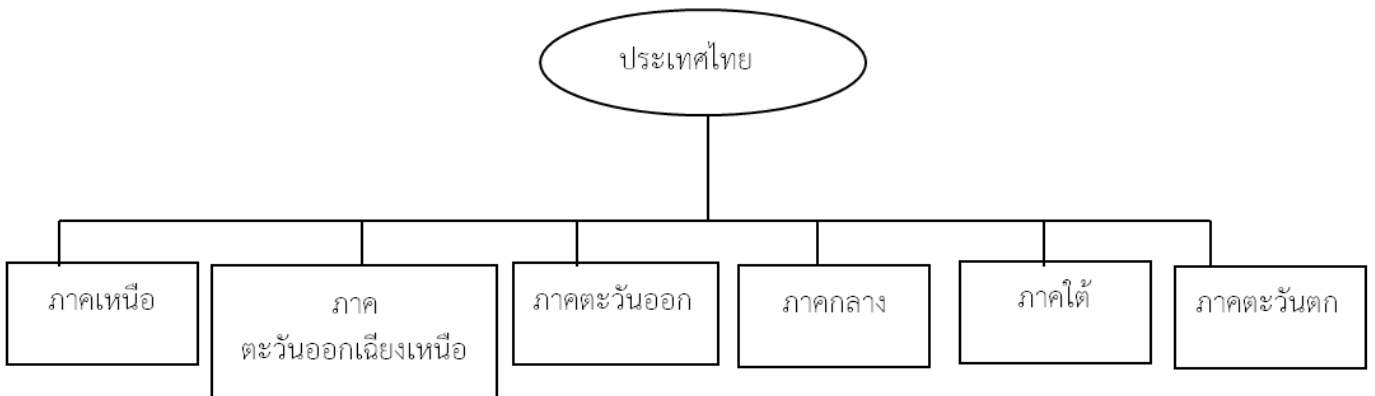 ประเทศไทย
ภาคเหนือ
ภาค
ตะวันออกเฉียงเหนือ
ภาคตะวันออก
ภาคกลาง
ภาคใต้
ภาคตะวันตก